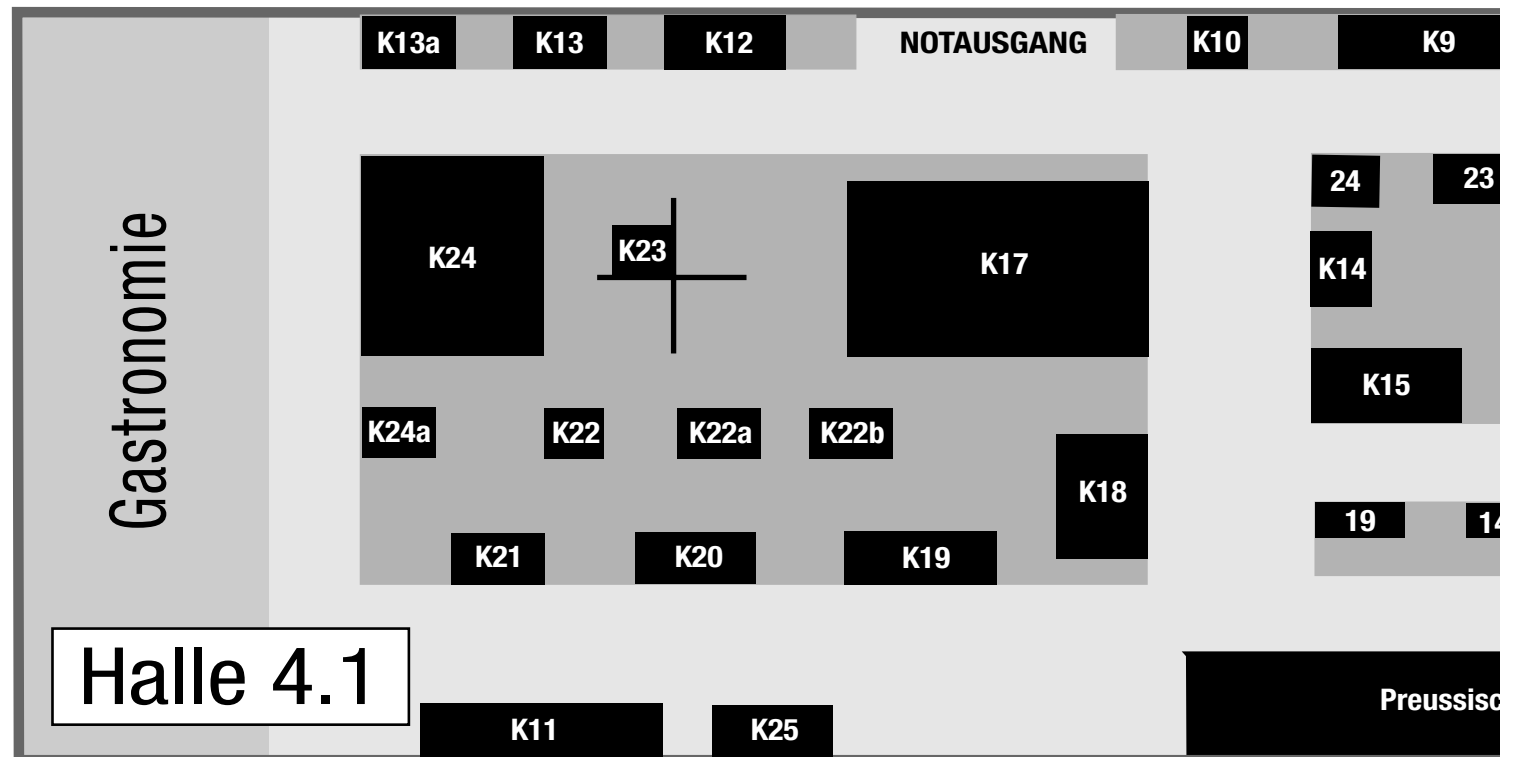 K13a K13 K12 NOTAUSGANG K10 K9
24 23
K24 K23 K17 K14
Gastronomie
K15
K24a K22 K22a K22b
K18
19
K21 K20 K19
Halle 4.1
K11 K25